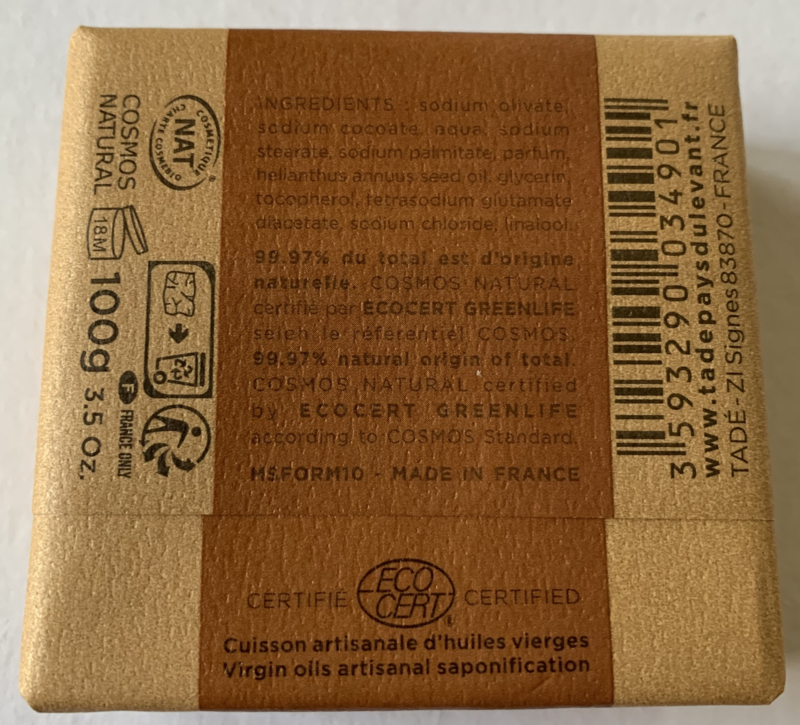 INGREDIENTS : sodium olivate,
sodium cocoate, aqua, sodium
stearate, sodium palmitate, parfum,
helianthus annuus seed oil, glycerin,
tocopherol, tetrasodium glutamate
diacetate, sodium chloride, linalool.
99.97% du total est d'origine
naturelle. COSMOS NATURAL
certifié par ECOCERT GREENLIFE
selon le référentiel COSMOS.
99.97% natural origin of total.
COSMOS NATURAL certified
by ECOCERT GREENLIFE
according to COSMOS Standard.
MSFORM10 - MADE IN FRANCE
CERTIFIÉ ECO CERT® CERTIFIED
Cuisson artisanale d'huiles vierges
Virgin oils artisanal saponification
COSMETIQUE
NAT®
CHARTE COSMEBIO
COSMOS
NATURAL
18M
100g 3.5 Oz.
F FRANCE ONLY
3 593290 034901
www.tadepaysdulevant.fr
TADÉ - ZI Signes 83870 - FRANCE